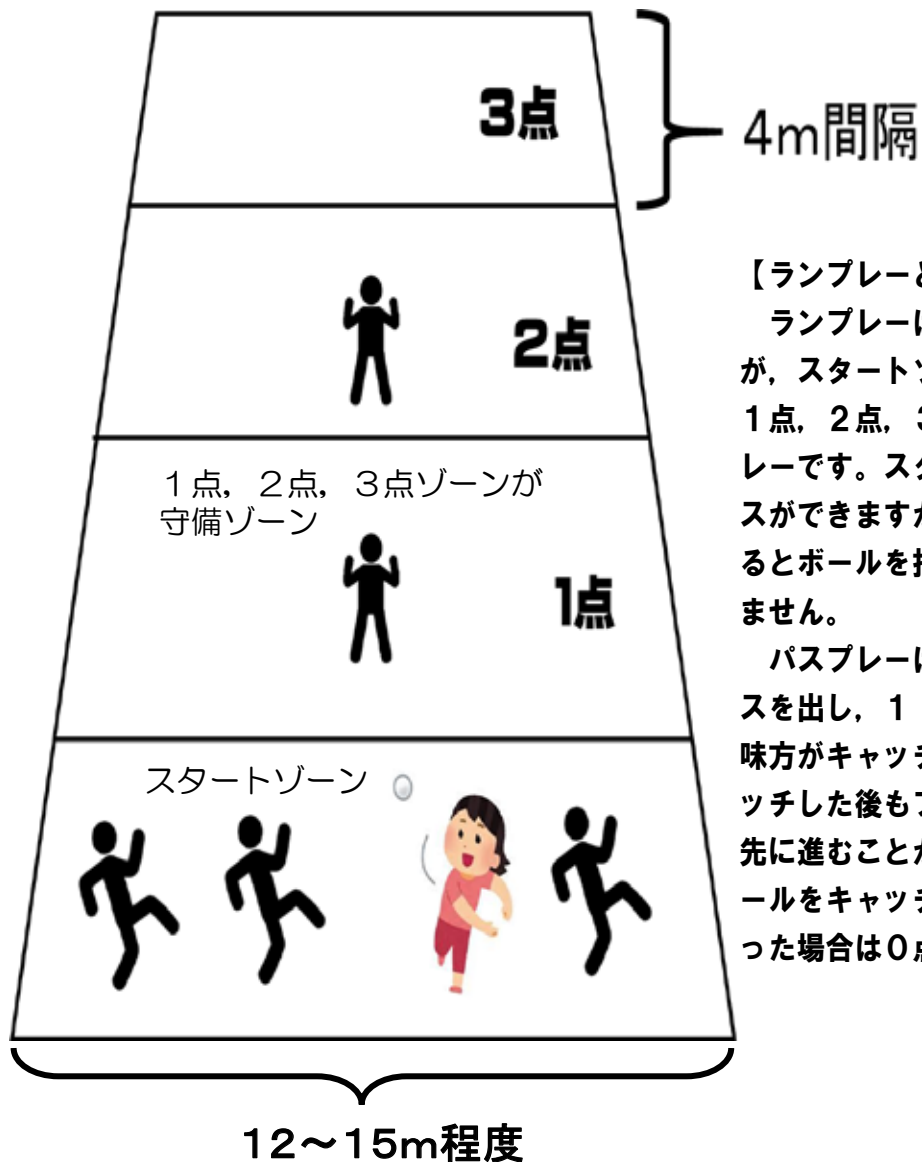 3点
4m間隔
2点
1点，2点，3点ゾーンが
守備ゾーン
1点
スタートゾーン
12～15m程度
【ランプレーと
ランプレーは
が，スタートゾ
1点，2点，3
レーです。スタ
スができますが
るとボールを持
ません。
パスプレーは
スを出し，1
味方がキャッチ
ッチした後もフ
先に進むことが
ールをキャッチ
った場合は0点